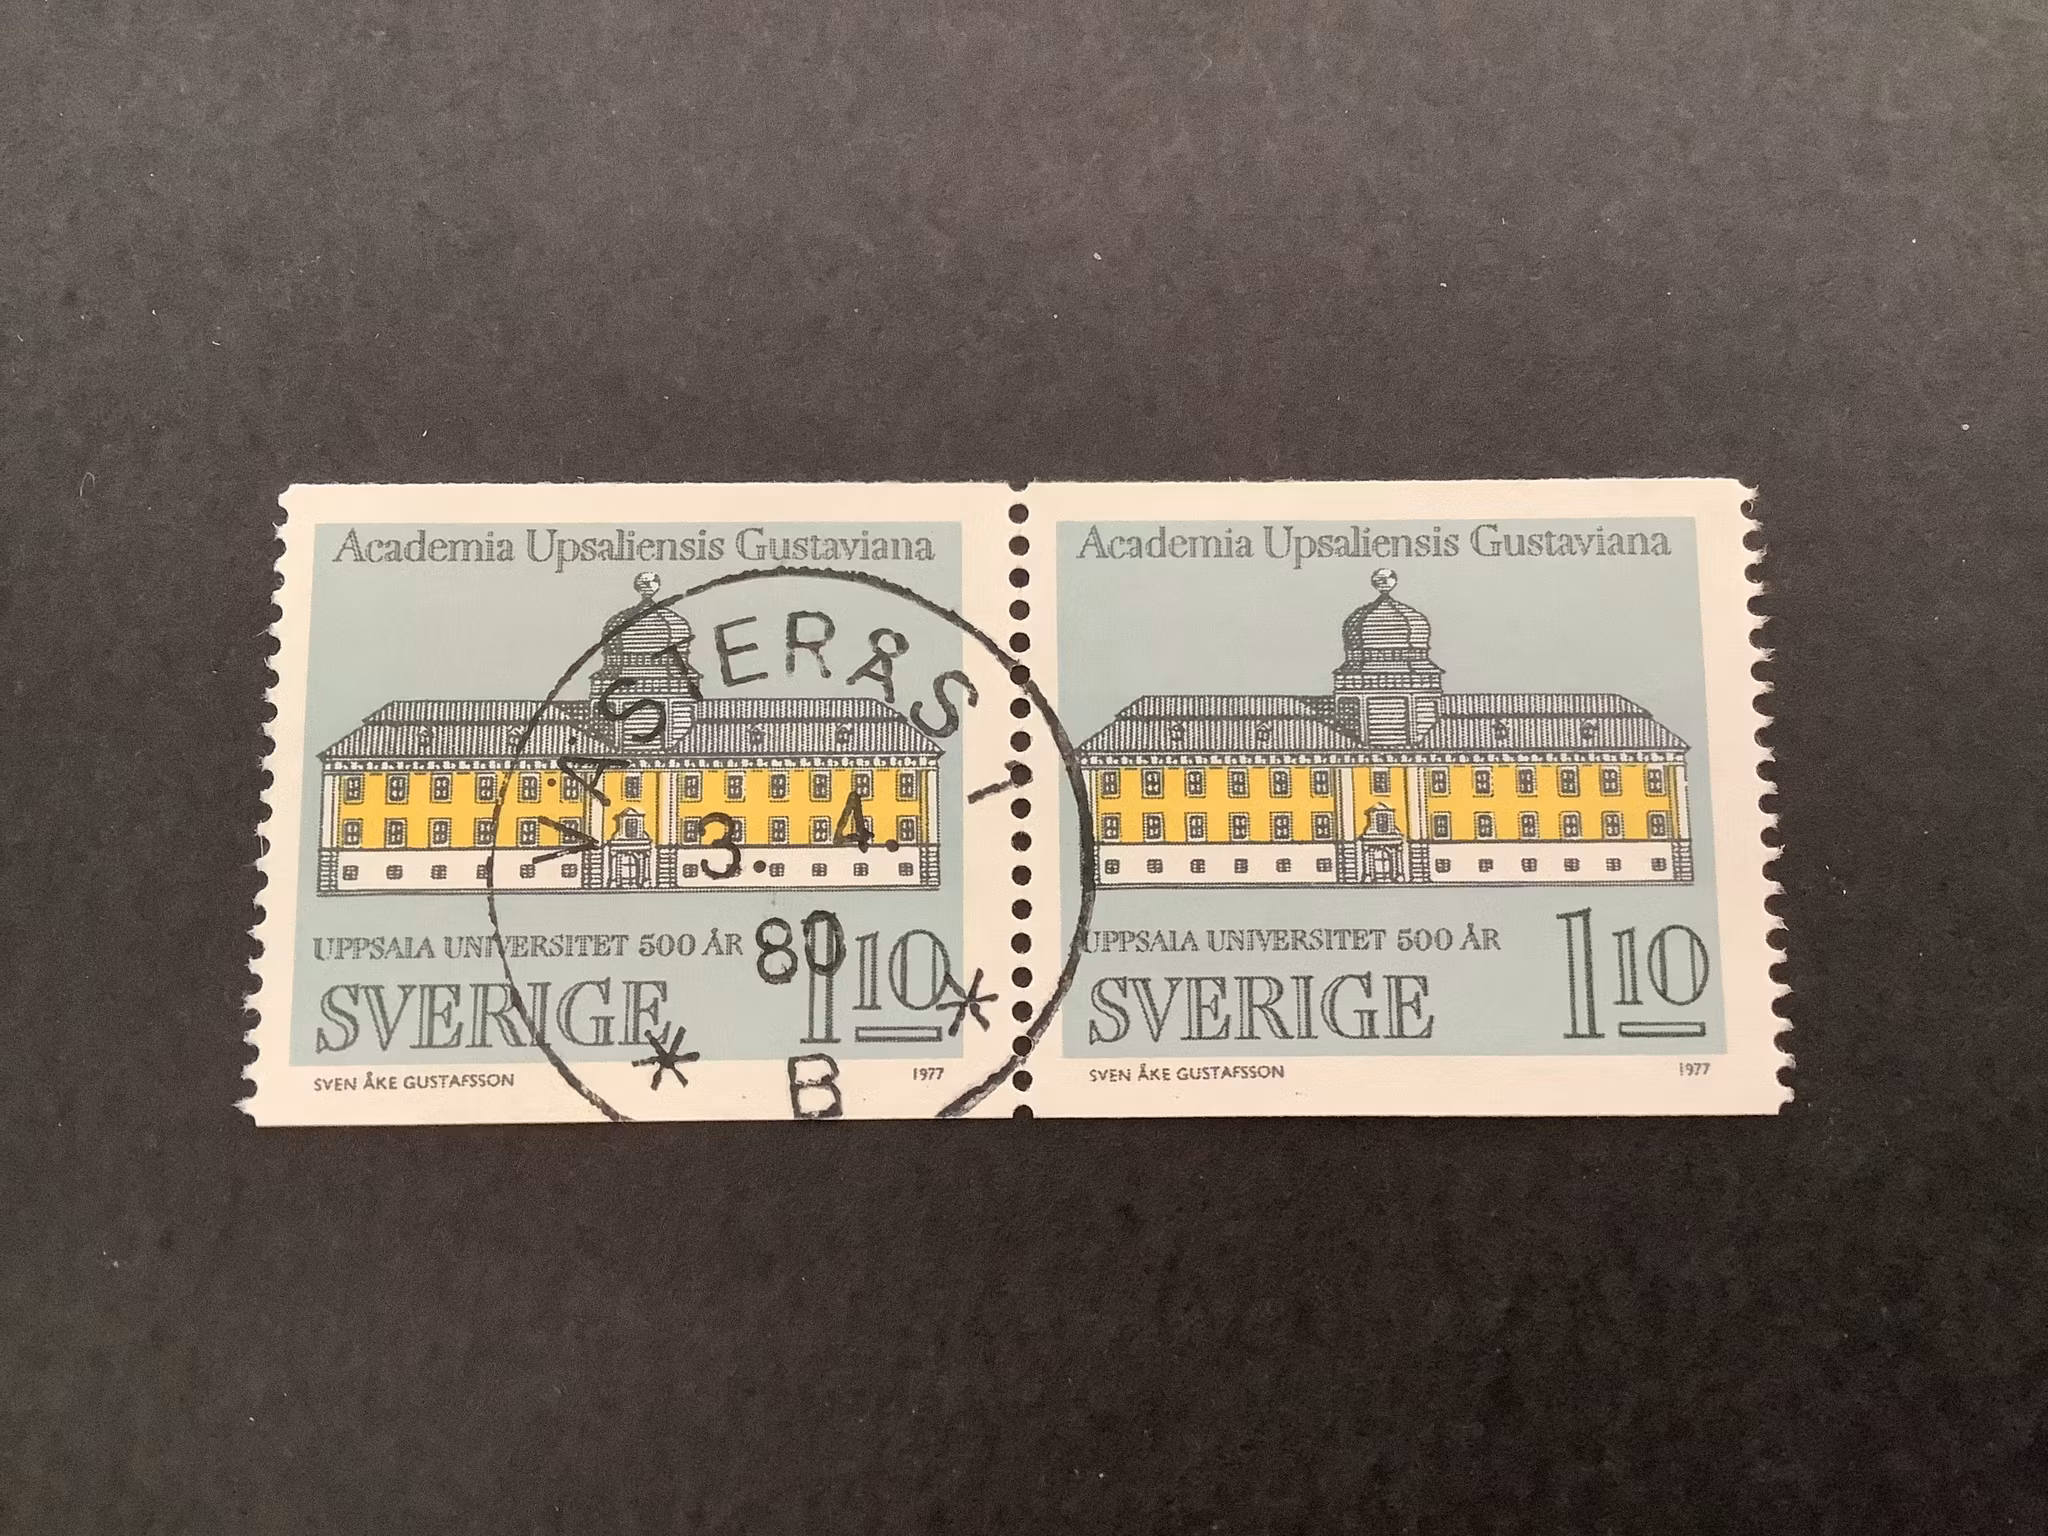 Academia Upsaliensis Gustaviana
VÄSTERÅS 1
3. 4.
80
UPPSALA UNIVERSITET 500 ÅR
SVERIGE
1 10
B
SVEN ÅKE GUSTAFSSON
1977
Academia Upsaliensis Gustaviana
UPPSALA UNIVERSITET 500 ÅR
SVERIGE
1 10
SVEN ÅKE GUSTAFSSON
1977